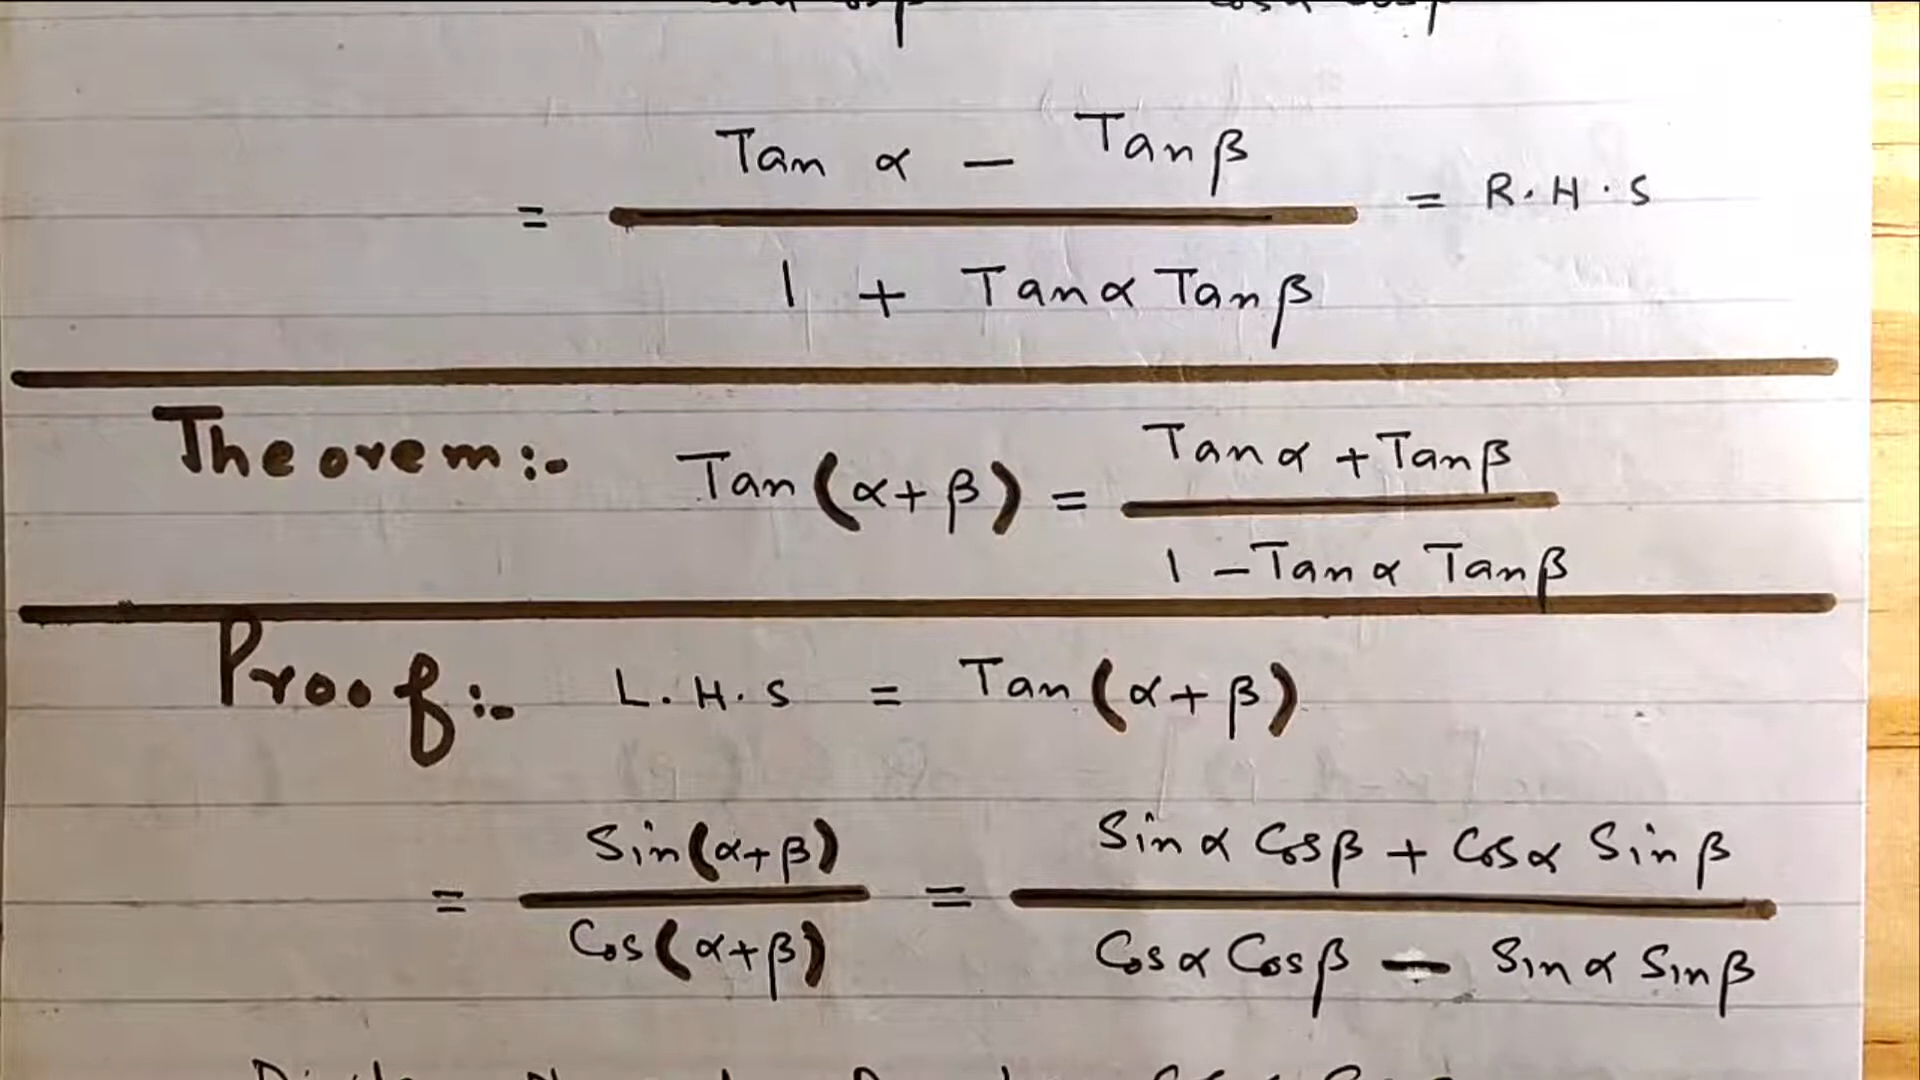 = (Tan α - Tan β) / (1 + Tan α Tan β) = R.H.S
Theorem:- Tan(α+β) = (Tan α + Tan β) / (1 - Tan α Tan β)
Proof:- L.H.S = Tan(α+β)
= Sin(α+β) / Cos(α+β) = (Sin α Cos β + Cos α Sin β) / (Cos α Cos β - Sin α Sin β)